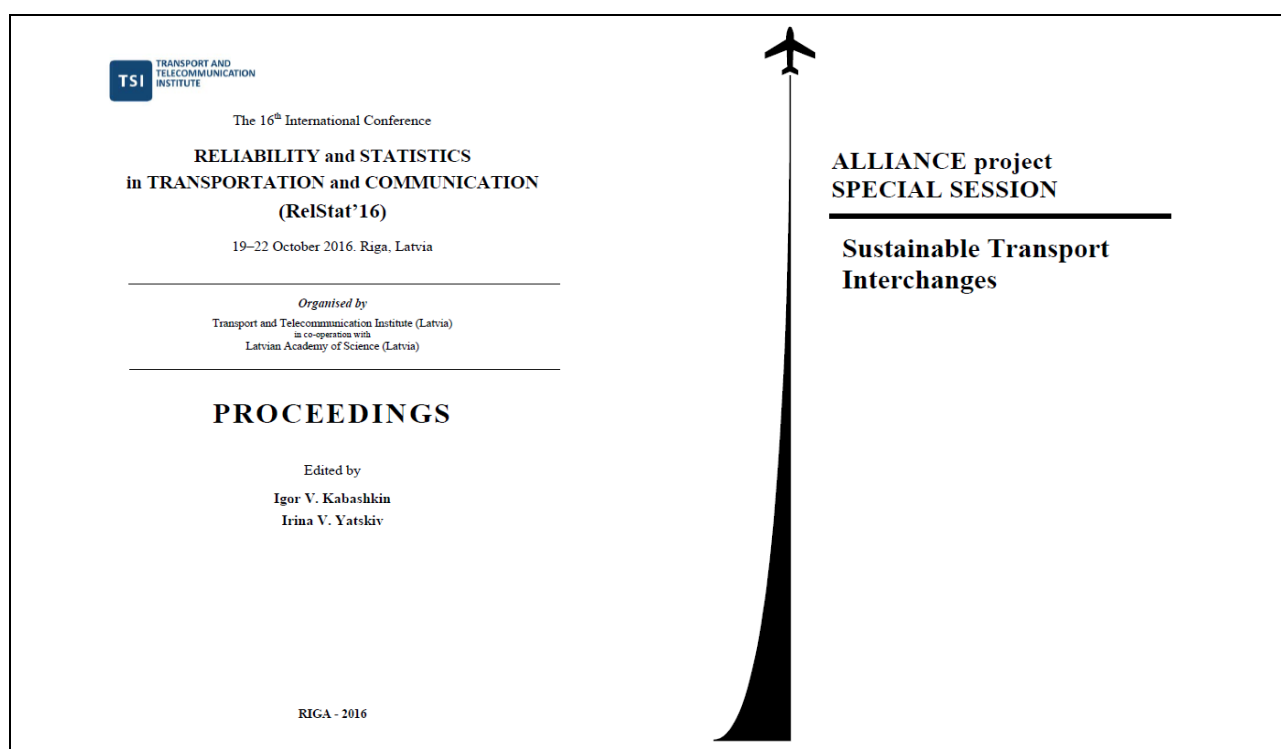 TSI
TRANSPORT AND
TELECOMMUNICATION
INSTITUTE
The 16th International Conference
RELIABILITY and STATISTICS
in TRANSPORTATION and COMMUNICATION
(RelStat’16)
19–22 October 2016. Riga, Latvia
Organised by
Transport and Telecommunication Institute (Latvia)
in co-operation with
Latvian Academy of Science (Latvia)
PROCEEDINGS
Edited by
Igor V. Kabashkin
Irina V. Yatskiv
RIGA - 2016
ALLIANCE project
SPECIAL SESSION
Sustainable Transport
Interchanges